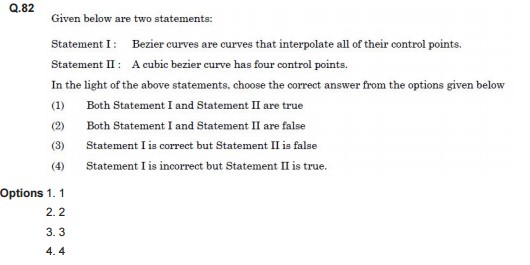 Q.82
Given below are two statements:
Statement I : Bezier curves are curves that interpolate all of their control points.
Statement II : A cubic bezier curve has four control points.
In the light of the above statements, choose the correct answer from the options given below
(1) Both Statement I and Statement II are true
(2) Both Statement I and Statement II are false
(3) Statement I is correct but Statement II is false
(4) Statement I is incorrect but Statement II is true.
Options 1. 1
2. 2
3. 3
4. 4